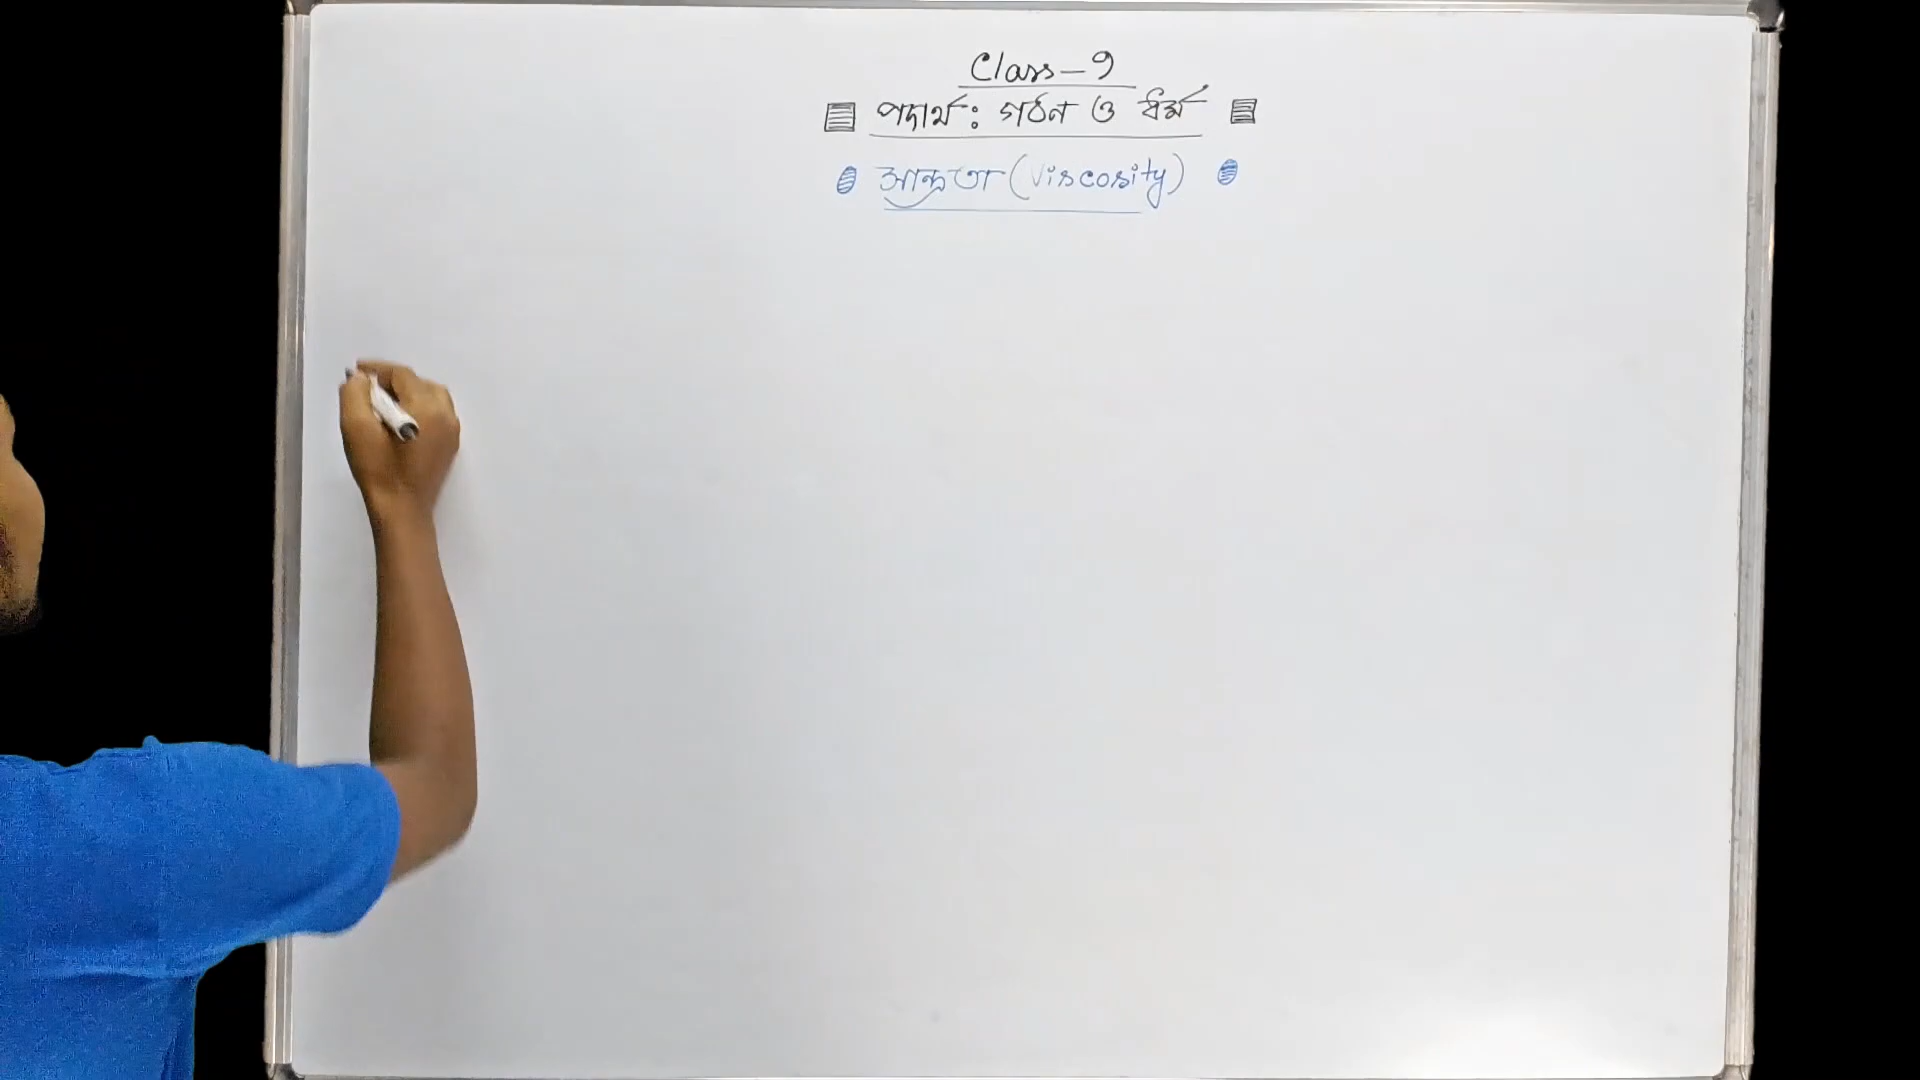 Class - 9
পদার্থ : গঠন ও ধর্ম
সান্দ্রতা (Viscosity)